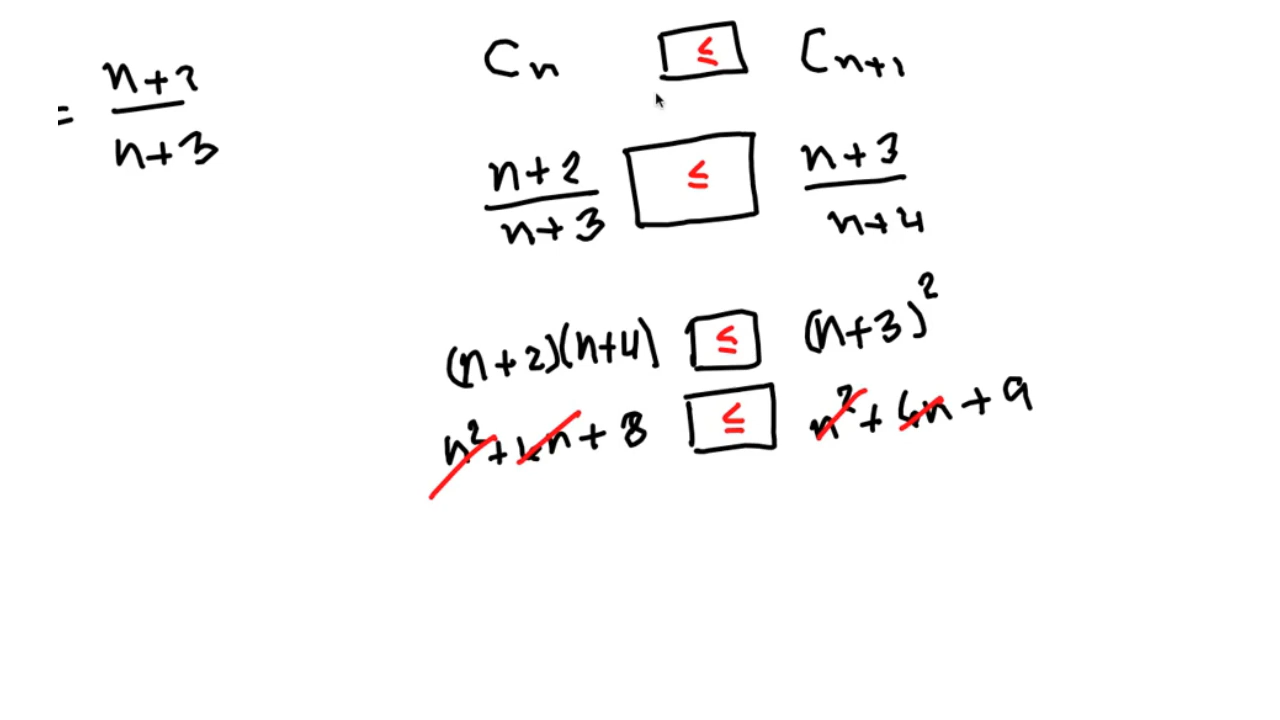 = n+2 / n+3
Cn ≤ Cn+1
n+2 / n+3 ≤ n+3 / n+4
(n+2)(n+4) ≤ (n+3)²
n² + 6n + 8 ≤ n² + 6n + 9